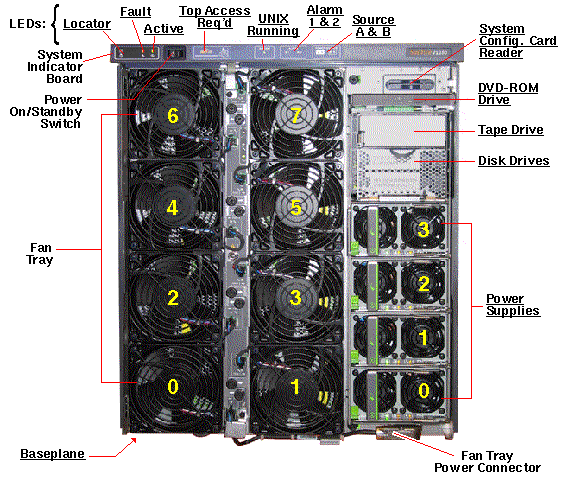 LEDs:
Locator
Fault
Active
Top Access
Req'd
UNIX
Running
Alarm
1 & 2
Source
A & B
System
Config. Card
Reader
System
Indicator
Board
Power
On/Standby
Switch
DVD-ROM
Drive
Tape Drive
Disk Drives
6
7
4
5
2
3
0
1
3
2
1
0
Fan
Tray
Power
Supplies
Baseplane
Fan Tray
Power Connector